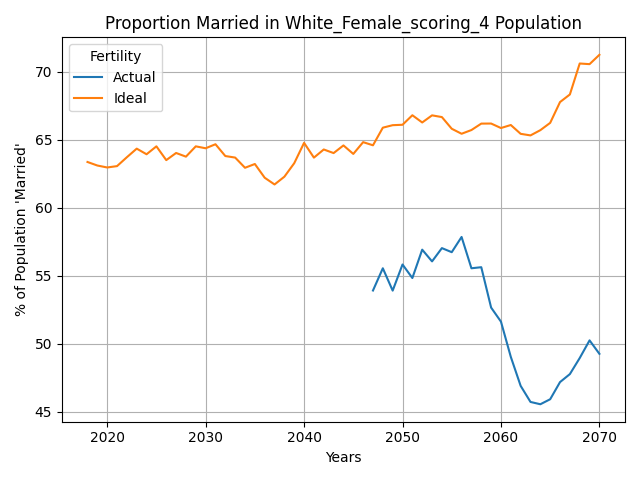 Proportion Married in White_Female_scoring_4 Population
Fertility
Actual
Ideal
% of Population 'Married'
70
65
60
55
50
45
2020 2030 2040 2050 2060 2070
Years